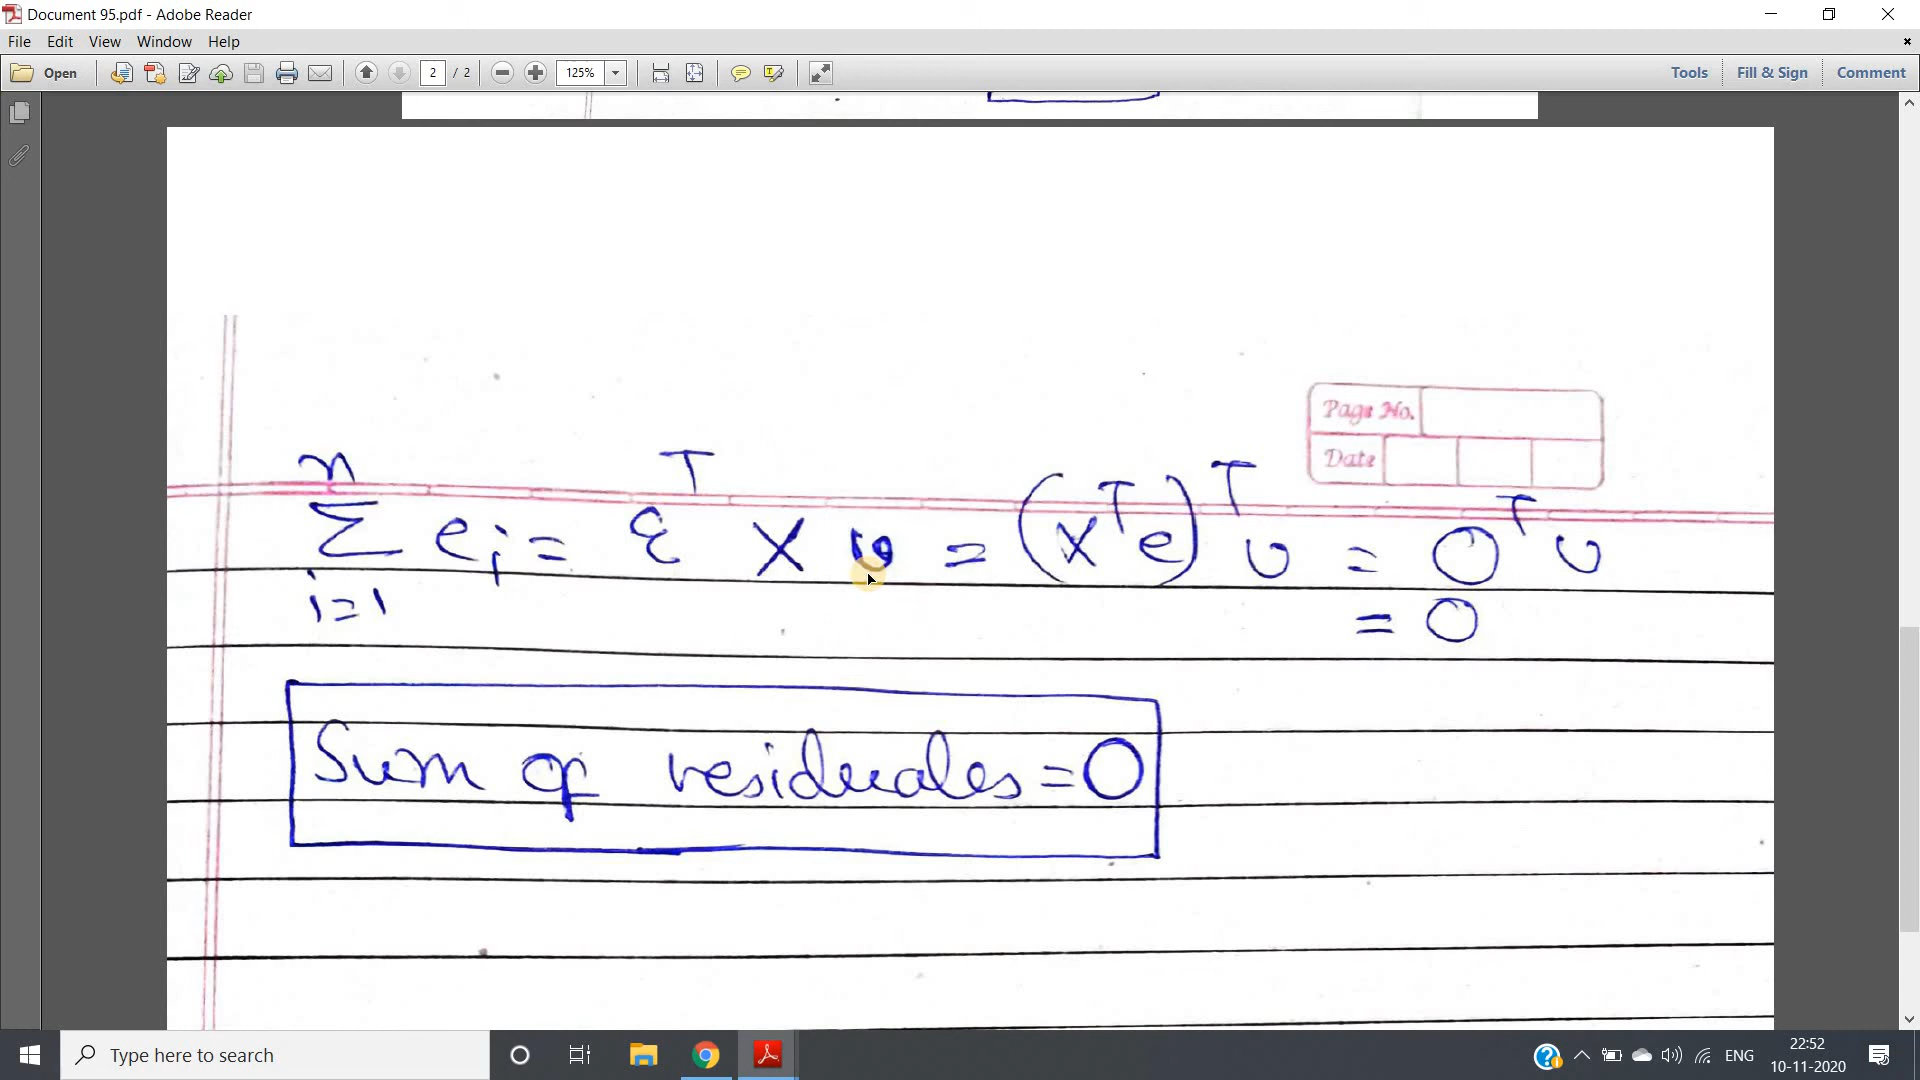 Document 95.pdf - Adobe Reader
File Edit View Window Help
Open 2 / 2 125% Tools Fill & Sign Comment
Page No.
Date
n
∑ eᵢ = εᵀ X υ = (xᵀe)ᵀ υ = 0ᵀ υ
i=1
= 0
Sum of residuales = 0
Type here to search
ENG
22:52
10-11-2020